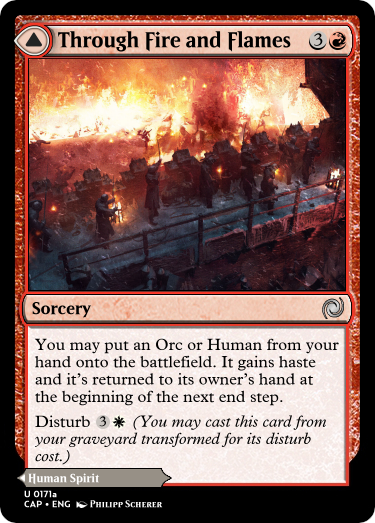 Through Fire and Flames 3
Sorcery
You may put an Orc or Human from your
hand onto the battlefield. It gains haste
and it's returned to its owner's hand at
the beginning of the next end step.
Disturb 3 (You may cast this card from
your graveyard transformed for its disturb
cost.)
Human Spirit
U 0171a
CAP • ENG Philipp Scherer